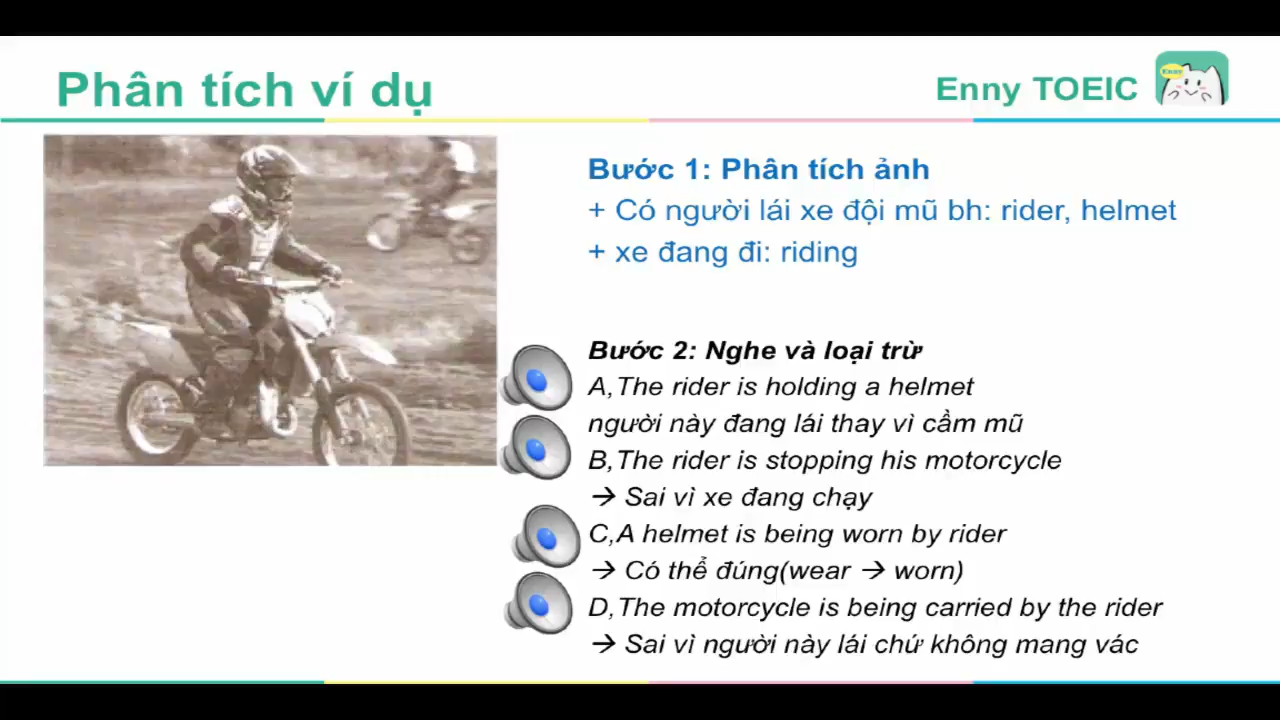 Phân tích ví dụ
Enny TOEIC
Enny
Bước 1: Phân tích ảnh
+ Có người lái xe đội mũ bh: rider, helmet
+ xe đang đi: riding
Bước 2: Nghe và loại trừ
A,The rider is holding a helmet
người này đang lái thay vì cầm mũ
B,The rider is stopping his motorcycle
→ Sai vì xe đang chạy
C,A helmet is being worn by rider
→ Có thể đúng(wear → worn)
D,The motorcycle is being carried by the rider
→ Sai vì người này lái chứ không mang vác